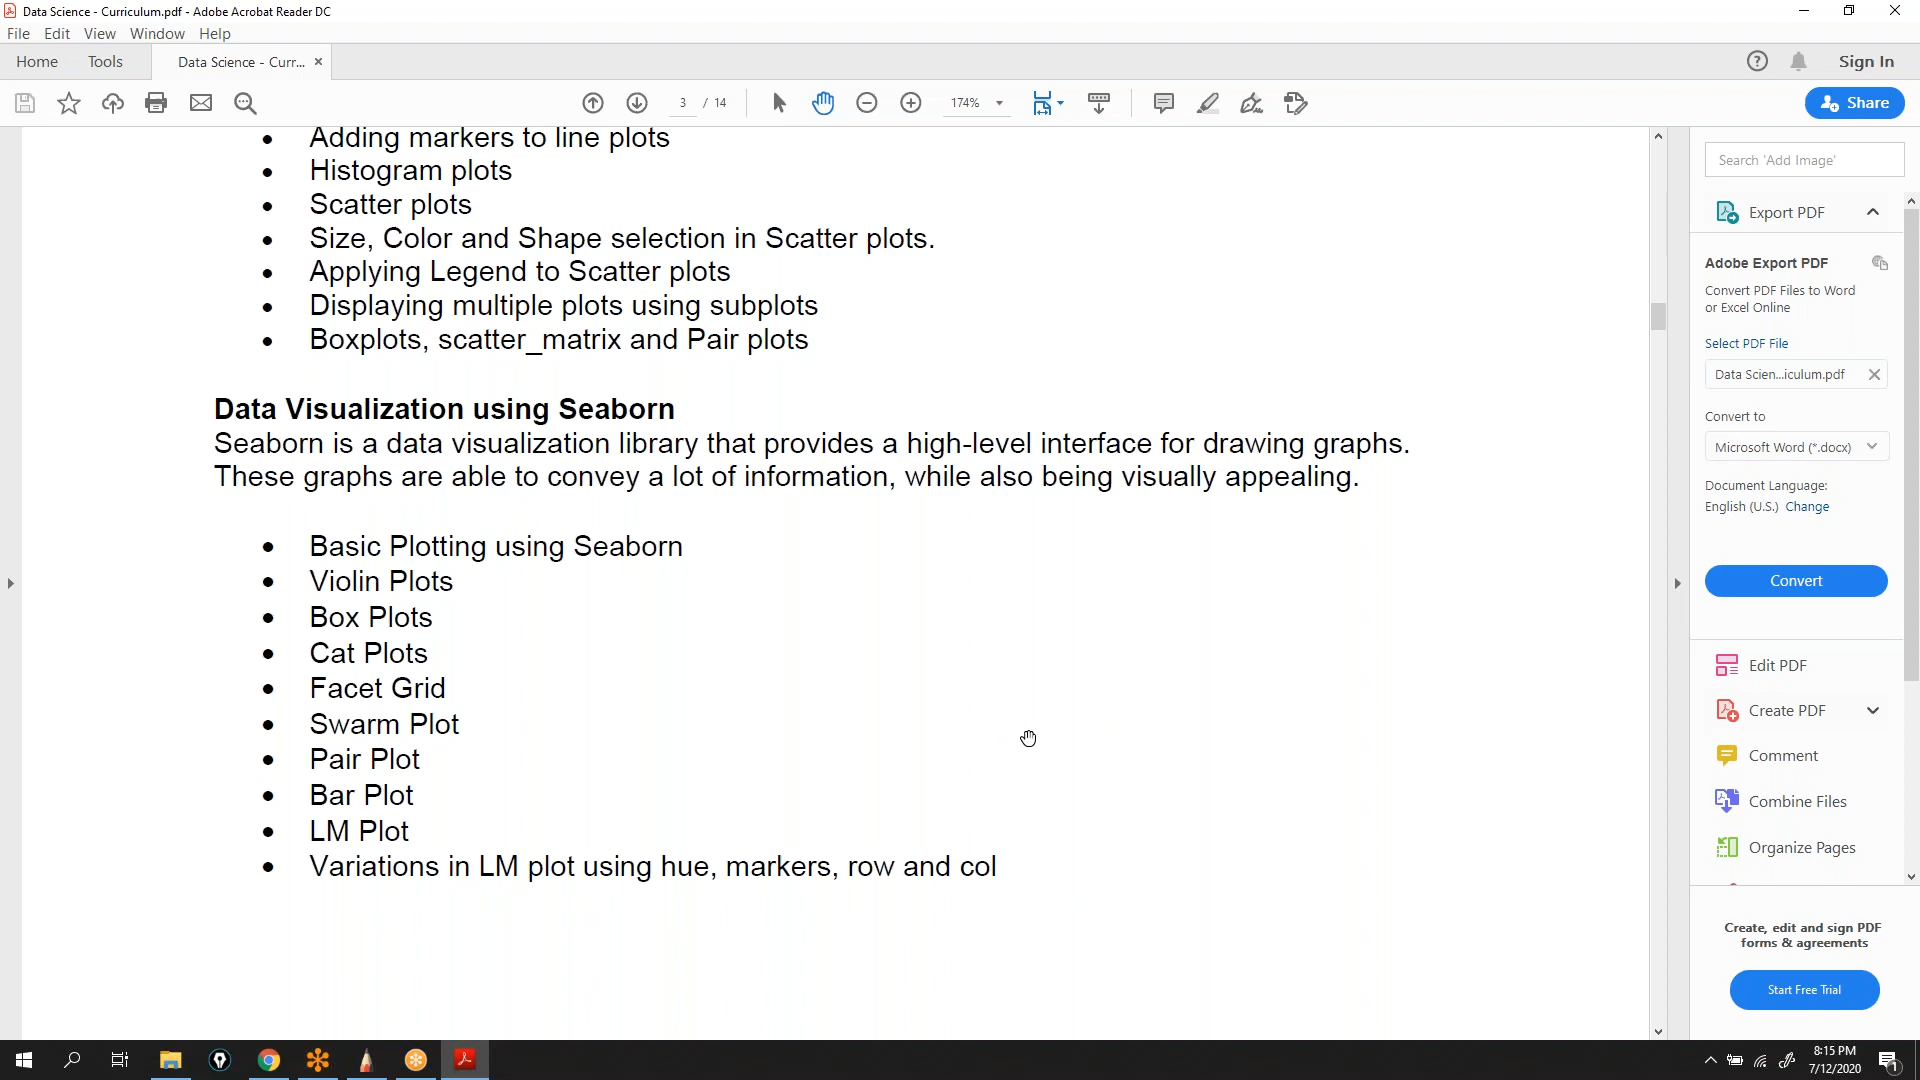 Data Science - Curriculum.pdf - Adobe Acrobat Reader DC
File Edit View Window Help
Home Tools Data Science - Curr... × Sign In
3 / 14 174% Share
• Adding markers to line plots
• Histogram plots
• Scatter plots
• Size, Color and Shape selection in Scatter plots.
• Applying Legend to Scatter plots
• Displaying multiple plots using subplots
• Boxplots, scatter_matrix and Pair plots
Data Visualization using Seaborn
Seaborn is a data visualization library that provides a high-level interface for drawing graphs.
These graphs are able to convey a lot of information, while also being visually appealing.
• Basic Plotting using Seaborn
• Violin Plots
• Box Plots
• Cat Plots
• Facet Grid
• Swarm Plot
• Pair Plot
• Bar Plot
• LM Plot
• Variations in LM plot using hue, markers, row and col
Search 'Add Image'
Export PDF
Adobe Export PDF
Convert PDF Files to Word
or Excel Online
Select PDF File
Data Scien...iculum.pdf
Convert to
Microsoft Word (*.docx)
Document Language:
English (U.S.) Change
Convert
Edit PDF
Create PDF
Comment
Combine Files
Organize Pages
Create, edit and sign PDF
forms & agreements
Start Free Trial
8:15 PM
7/12/2020
1